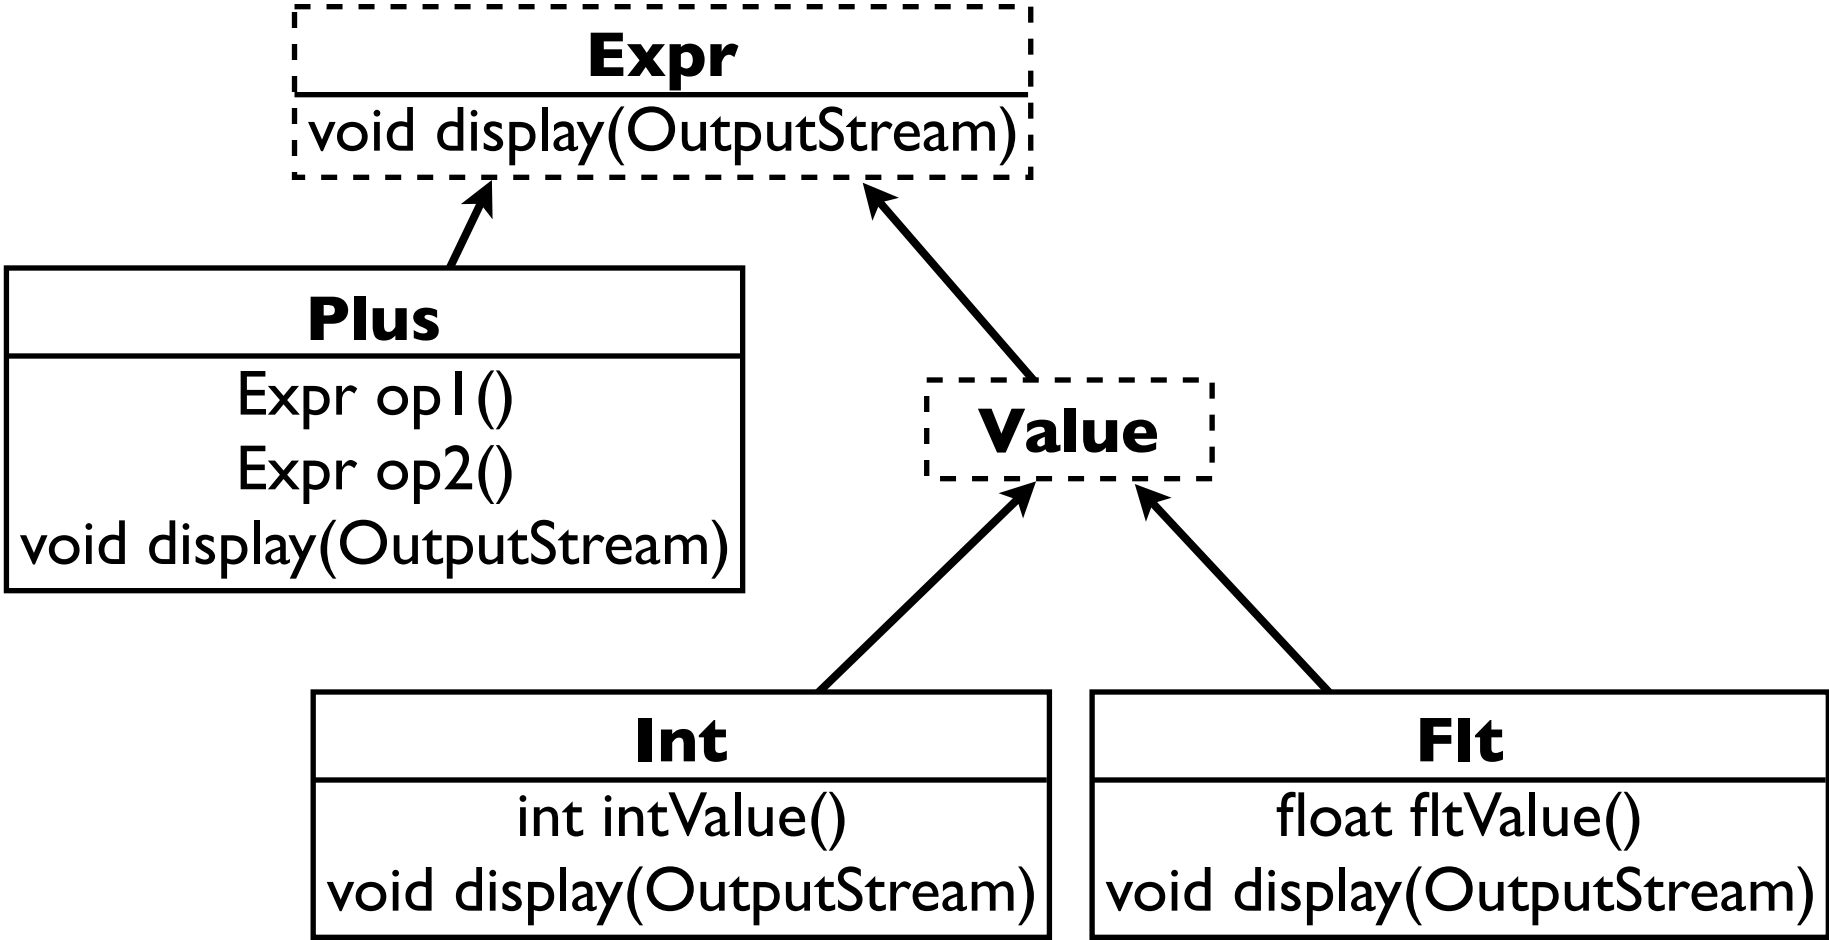 Expr
void display(OutputStream)
Plus
Expr op1()
Expr op2()
void display(OutputStream)
Value
Int
int intValue()
void display(OutputStream)
Flt
float fltValue()
void display(OutputStream)